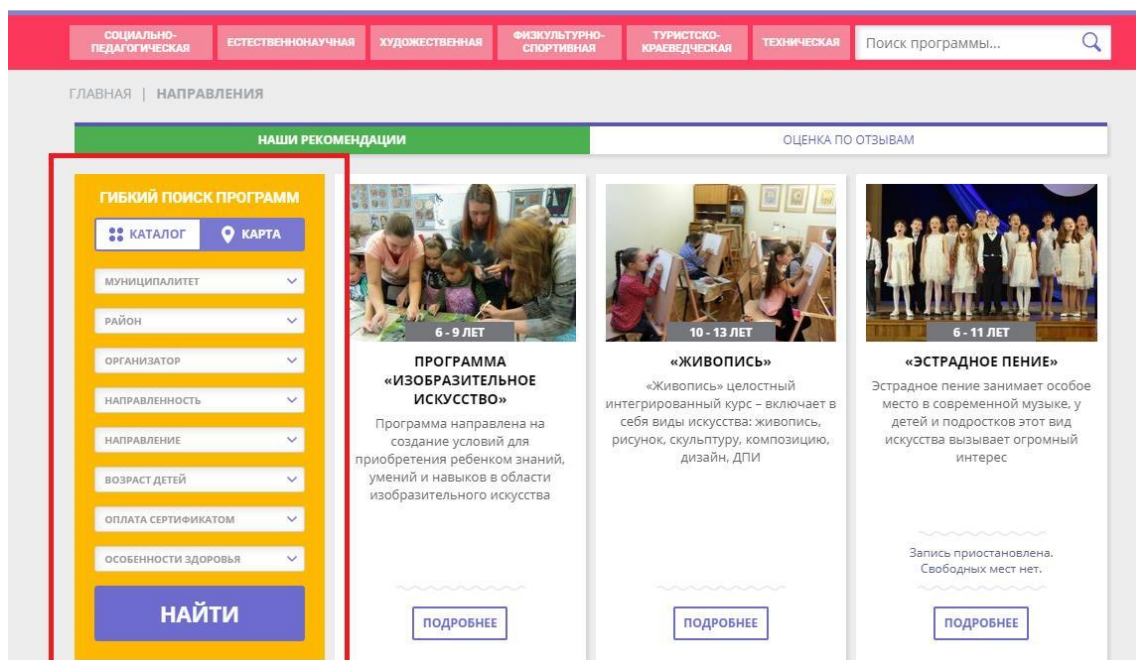 СОЦИАЛЬНО-
ПЕДАГОГИЧЕСКАЯ
ЕСТЕСТВЕННОНАУЧНАЯ
ХУДОЖЕСТВЕННАЯ
ФИЗКУЛЬТУРНО-
СПОРТИВНАЯ
ТУРИСТСКО-
КРАЕВЕДЧЕСКАЯ
ТЕХНИЧЕСКАЯ
Поиск программы...
ГЛАВНАЯ | НАПРАВЛЕНИЯ
НАШИ РЕКОМЕНДАЦИИ
ОЦЕНКА ПО ОТЗЫВАМ
ГИБКИЙ ПОИСК ПРОГРАММ
КАТАЛОГ
КАРТА
МУНИЦИПАЛИТЕТ
РАЙОН
ОРГАНИЗАТОР
НАПРАВЛЕННОСТЬ
НАПРАВЛЕНИЕ
ВОЗРАСТ ДЕТЕЙ
ОПЛАТА СЕРТИФИКАТОМ
ОСОБЕННОСТИ ЗДОРОВЬЯ
НАЙТИ
6 - 9 ЛЕТ
ПРОГРАММА
«ИЗОБРАЗИТЕЛЬНОЕ
ИСКУССТВО»
Программа направлена на
создание условий для
приобретения ребенком знаний,
умений и навыков в области
изобразительного искусства
ПОДРОБНЕЕ
10 - 13 ЛЕТ
«ЖИВОПИСЬ»
«Живопись» целостный
интегрированный курс – включает в
себя виды искусства: живопись,
рисунок, скульптуру, композицию,
дизайн, ДПИ
ПОДРОБНЕЕ
6 - 11 ЛЕТ
«ЭСТРАДНОЕ ПЕНИЕ»
Эстрадное пение занимает особое
место в современной музыке, у
детей и подростков этот вид
искусства вызывает огромный
интерес
Запись приостановлена.
Свободных мест нет.
ПОДРОБНЕЕ